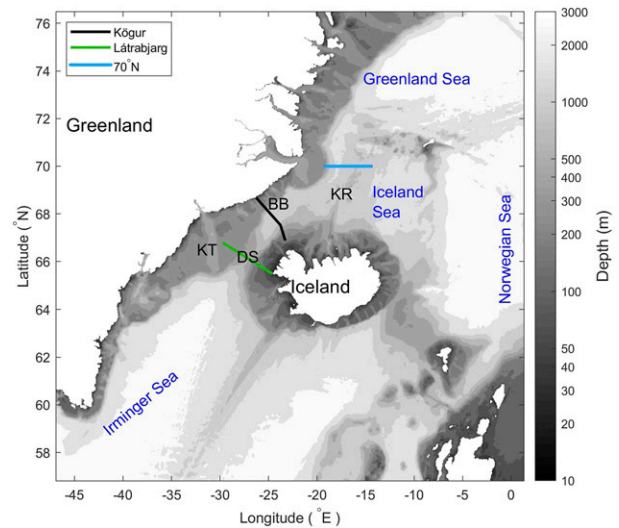 Kögur
Látrabjarg
70°N
Greenland Sea
Greenland
BB
KR
Iceland
Sea
Norwegian Sea
KT
DS
Iceland
Irminger Sea
76
74
72
70
68
66
64
62
60
58
Latitude (°N)
-45
-40
-35
-30
-25
-20
-15
-10
-5
0
Longitude (°E)
3000
2000
1000
500
400
300
200
100
50
40
30
20
10
Depth (m)